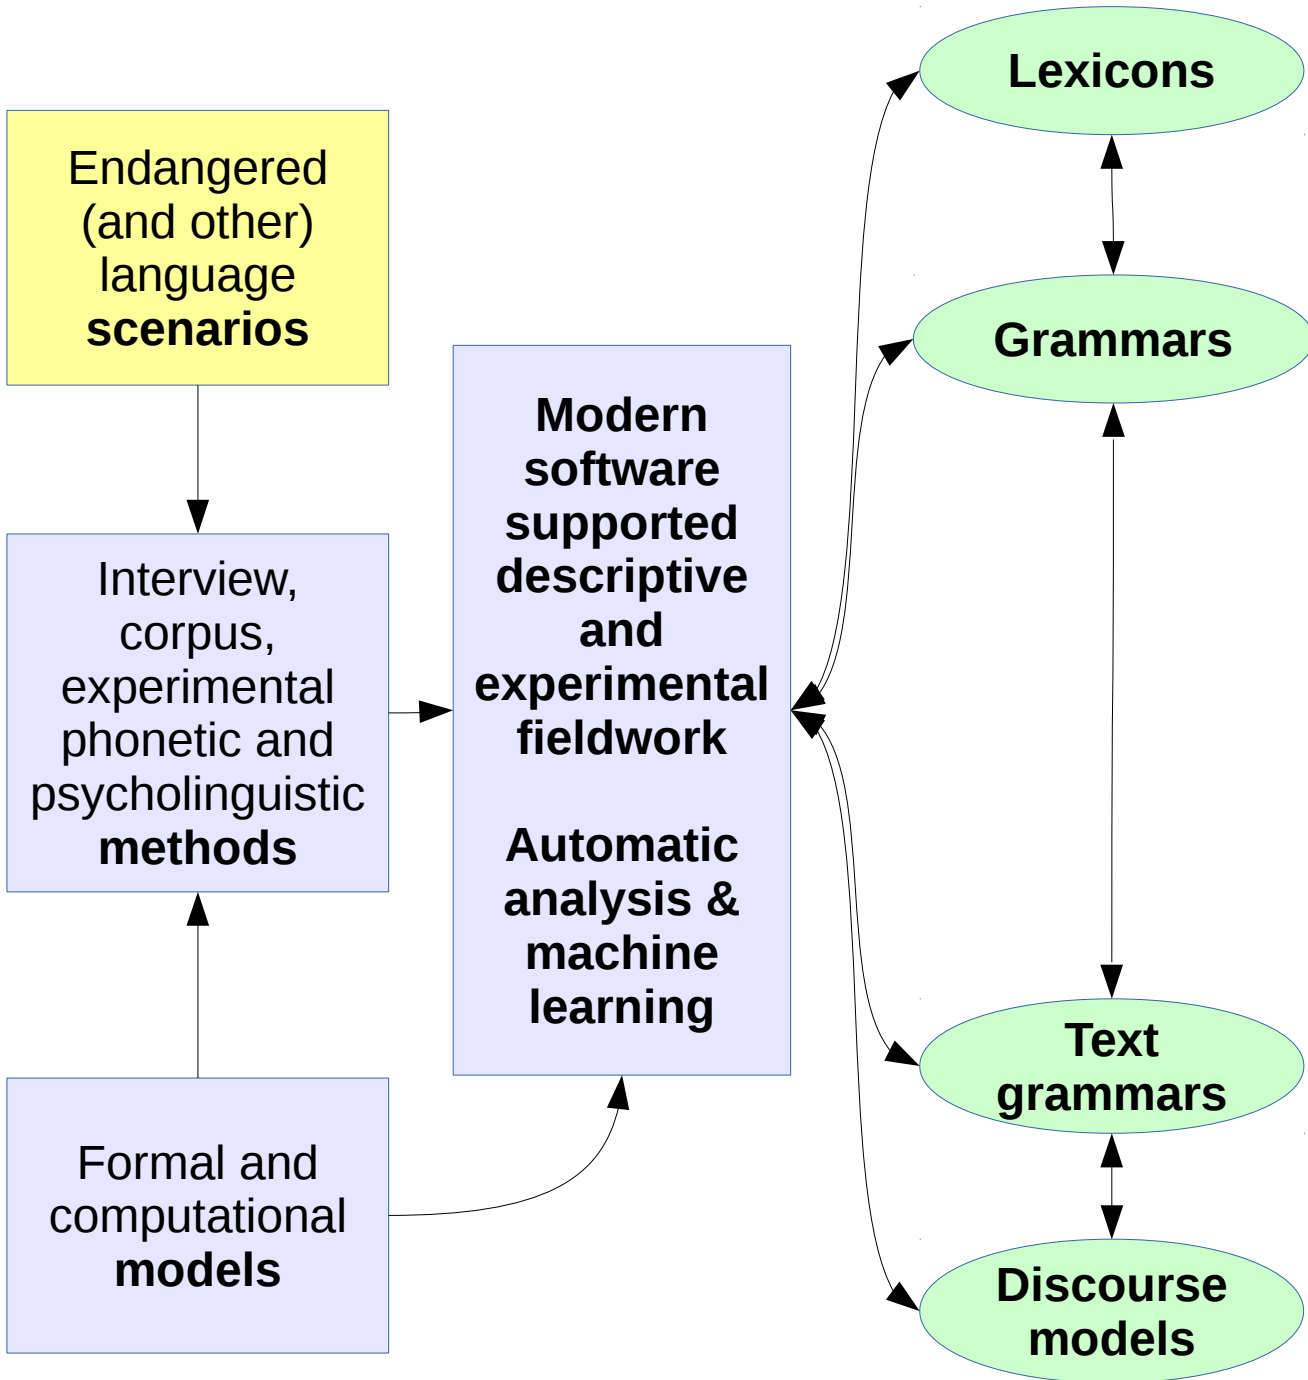 Endangered
(and other)
language
scenarios
Interview,
corpus,
experimental
phonetic and
psycholinguistic
methods
Formal and
computational
models
Modern
software
supported
descriptive
and
experimental
fieldwork
Automatic
analysis &
machine
learning
Lexicons
Grammars
Text
grammars
Discourse
models